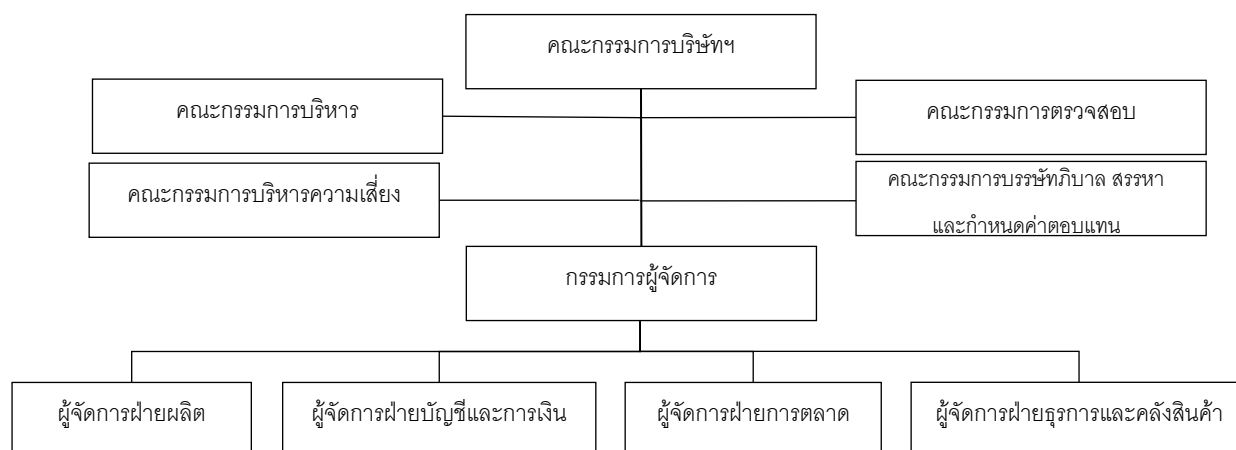 คณะกรรมการบริษัทฯ
คณะกรรมการบริหาร
คณะกรรมการตรวจสอบ
คณะกรรมการบริหารความเสี่ยง
คณะกรรมการบรรษัทภิบาล สรรหา
และกำหนดค่าตอบแทน
กรรมการผู้จัดการ
ผู้จัดการฝ่ายผลิต
ผู้จัดการฝ่ายบัญชีและการเงิน
ผู้จัดการฝ่ายการตลาด
ผู้จัดการฝ่ายธุรการและคลังสินค้า